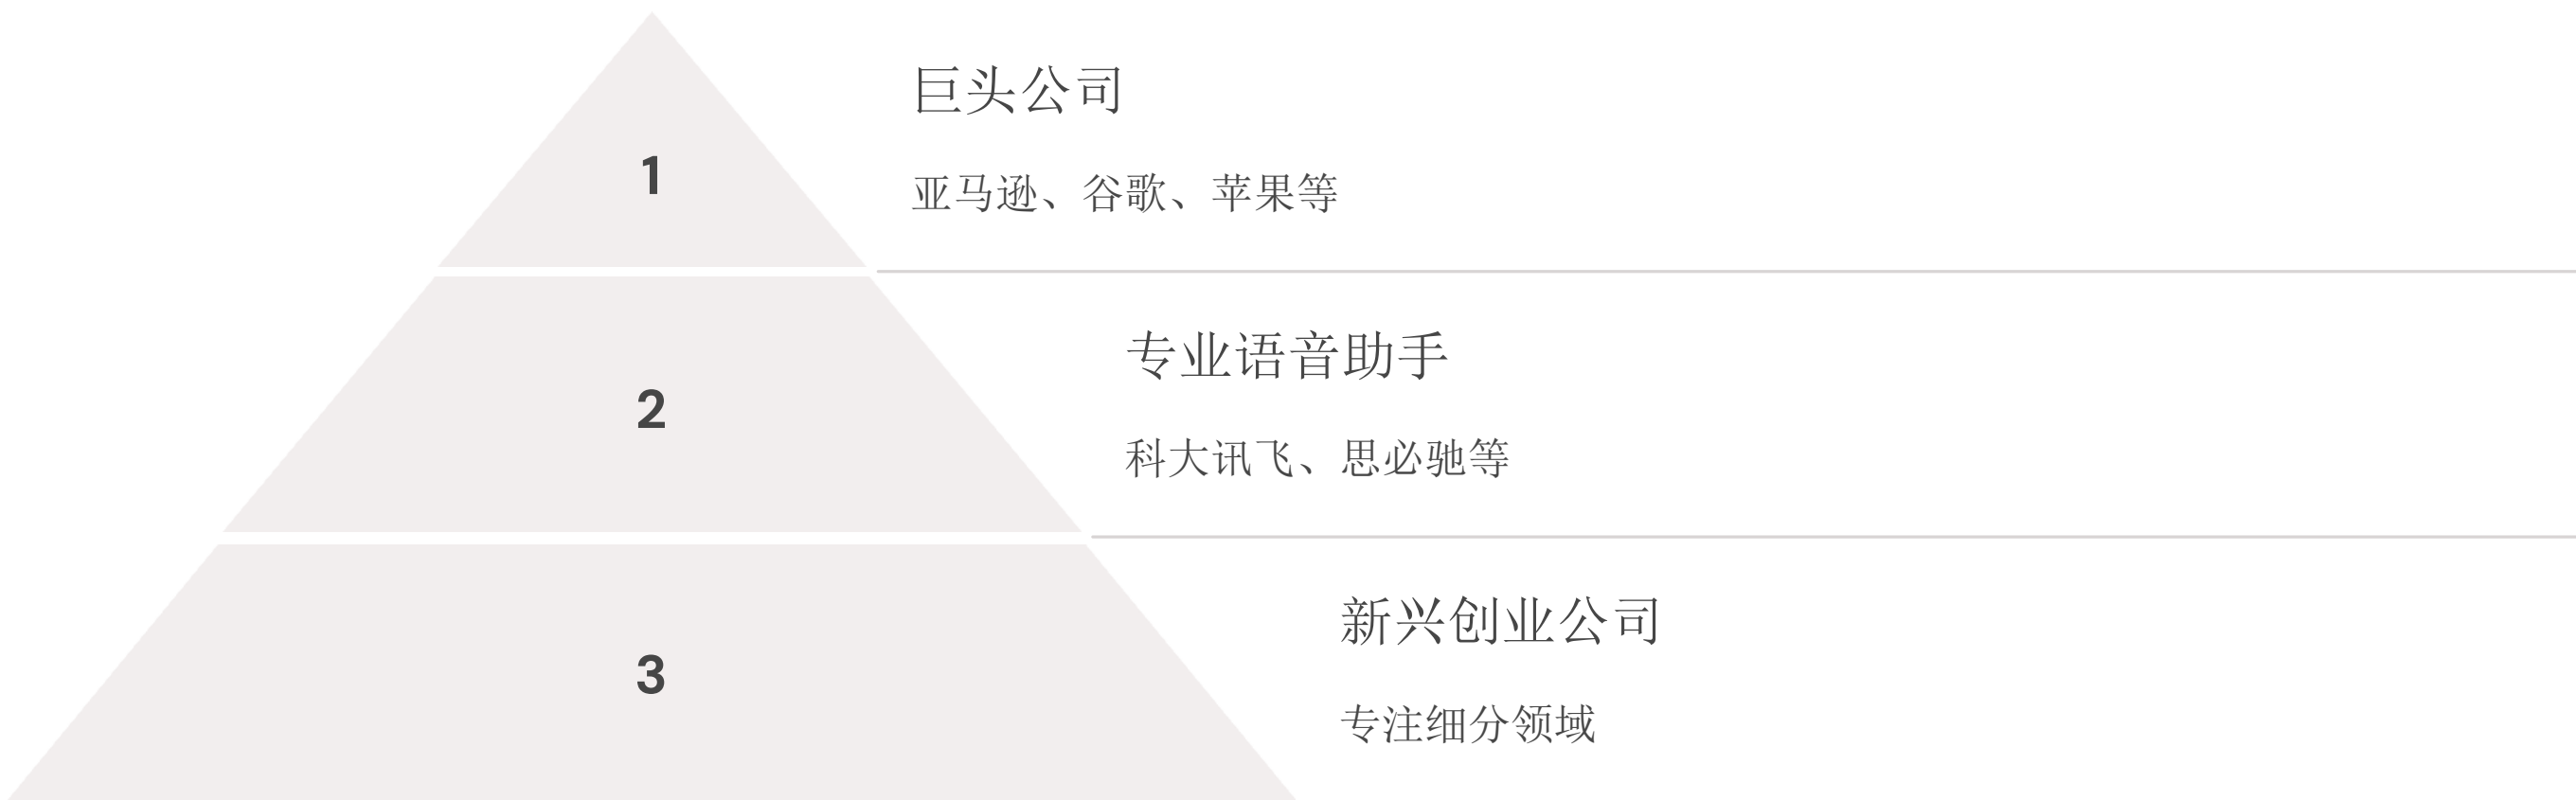 1
巨头公司
亚马逊、谷歌、苹果等
2
专业语音助手
科大讯飞、思必驰等
3
新兴创业公司
专注细分领域